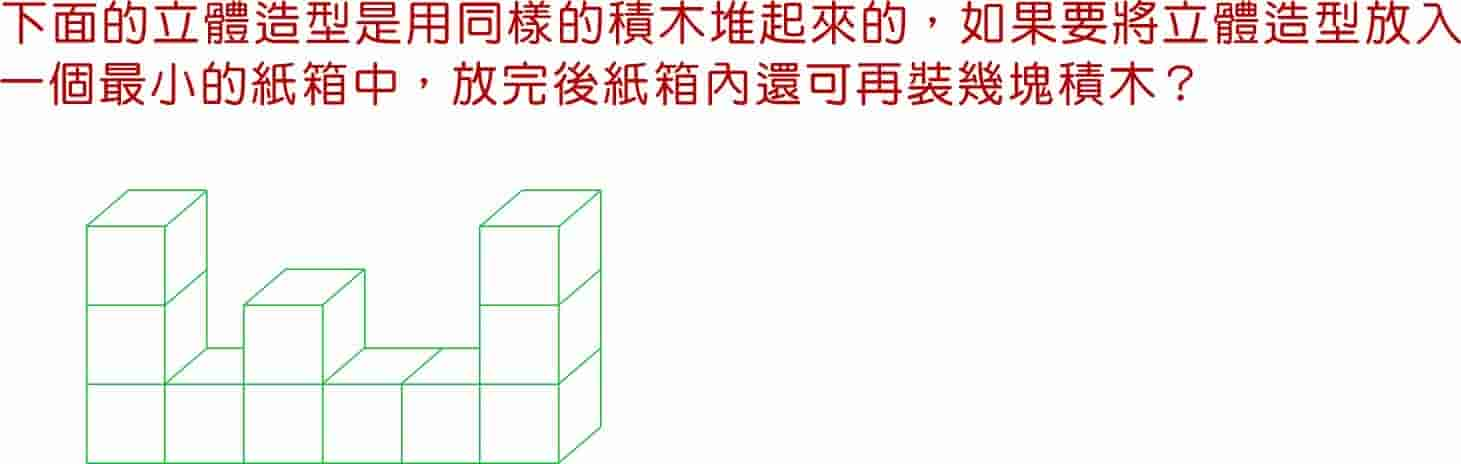 下面的立體造型是用同樣的積木堆起來的，如果要將立體造型放入
一個最小的紙箱中，放完後紙箱內還可再裝幾塊積木？